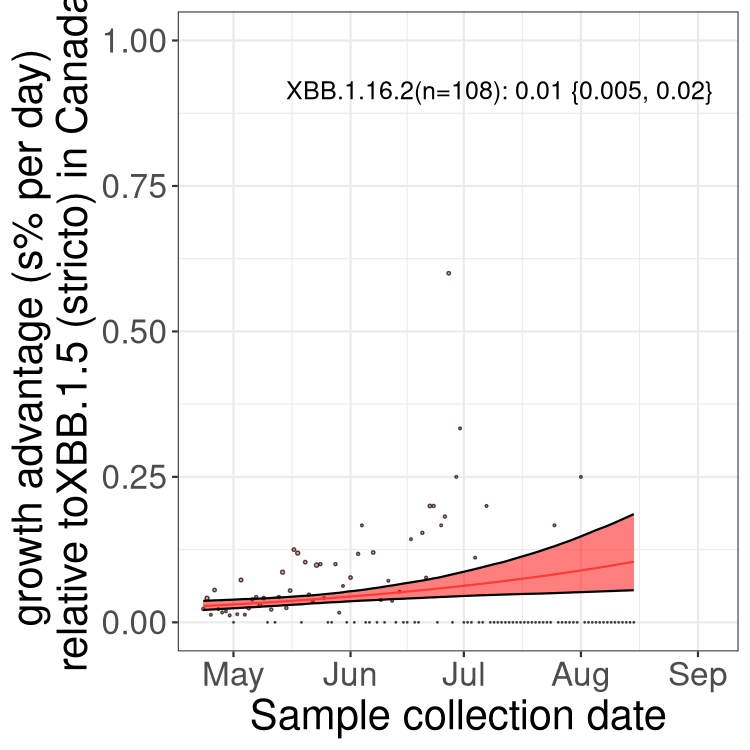 growth advantage (s% per day)
relative toXBB.1.5 (stricto) in Canada
1.00
0.75
0.50
0.25
0.00
XBB.1.16.2(n=108): 0.01 {0.005, 0.02}
May Jun Jul Aug Sep
Sample collection date